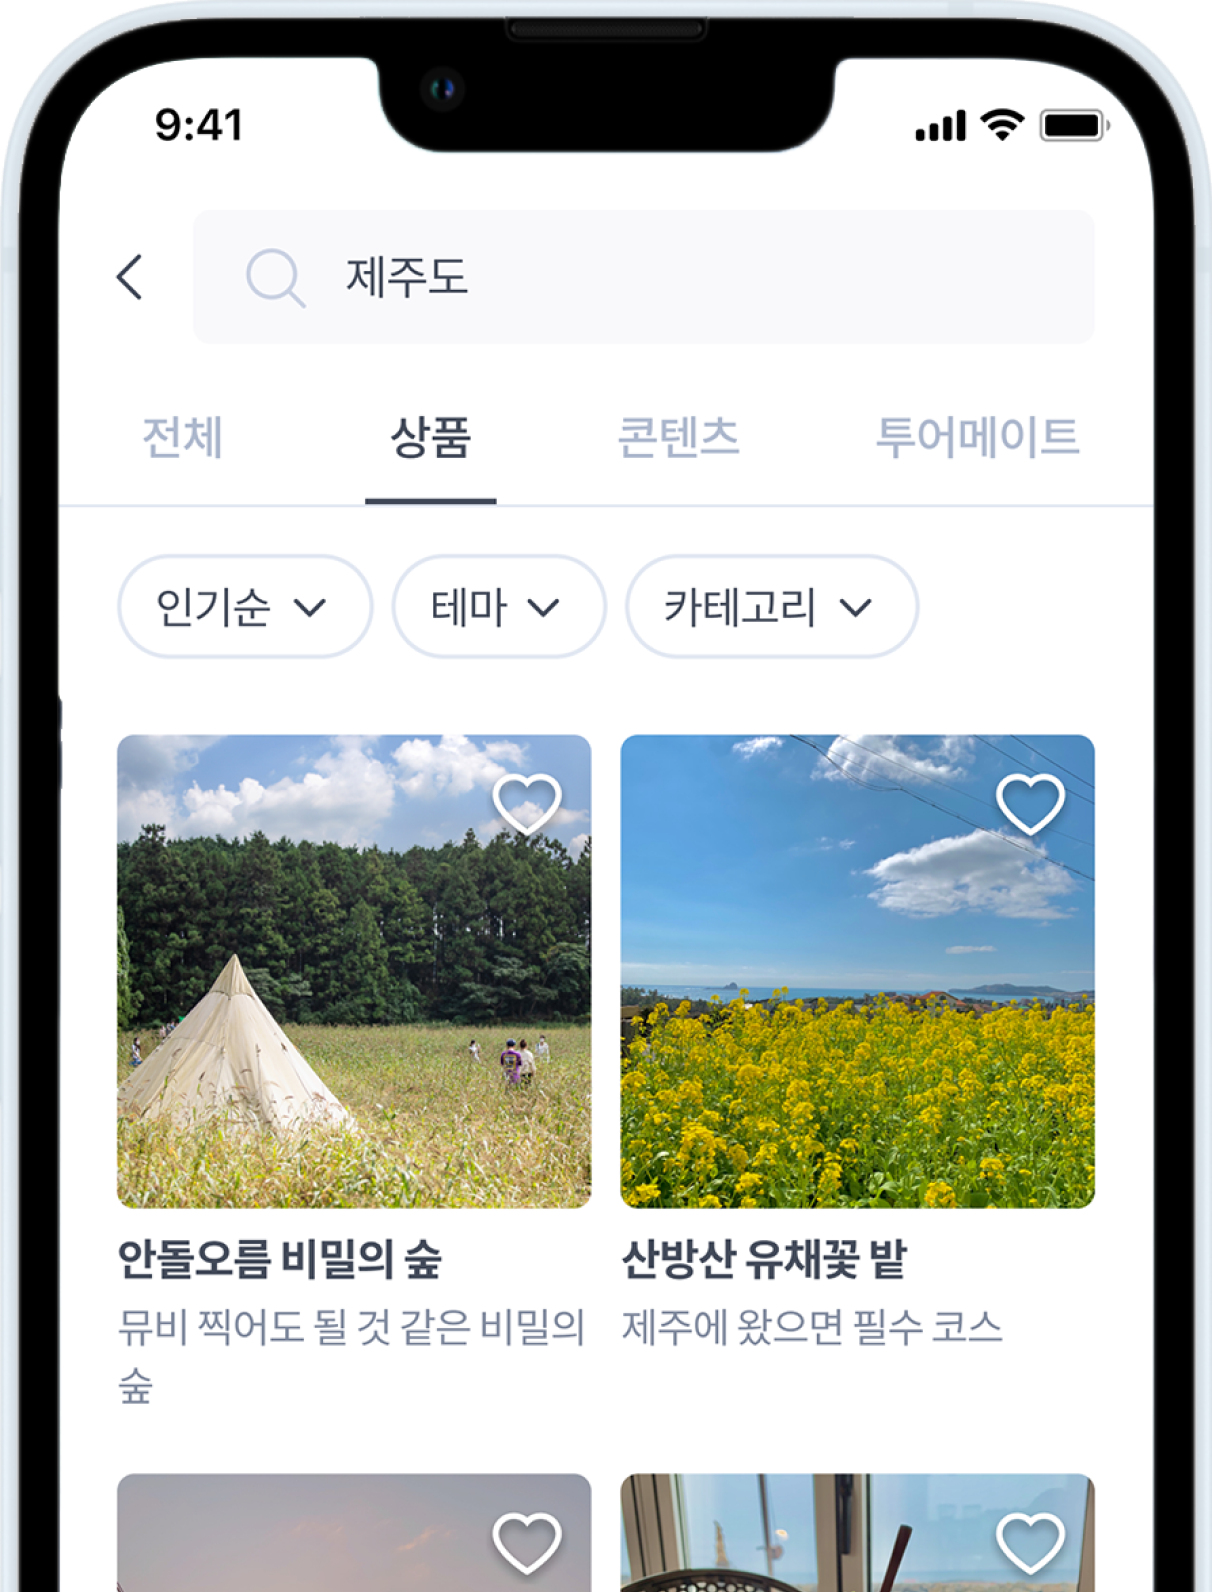 9:41
제주도
전체 상품 콘텐츠 투어메이트
인기순 테마 카테고리
안돌오름 비밀의 숲
뮤비 찍어도 될 것 같은 비밀의
숲
산방산 유채꽃 밭
제주에 왔으면 필수 코스